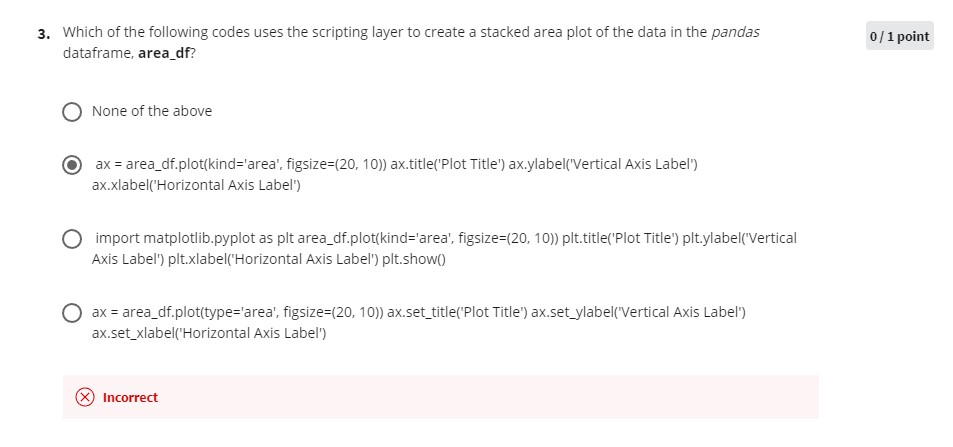 3. Which of the following codes uses the scripting layer to create a stacked area plot of the data in the pandas
dataframe, area_df?
0 / 1 point
None of the above
ax = area_df.plot(kind='area', figsize=(20, 10)) ax.title('Plot Title') ax.ylabel('Vertical Axis Label')
ax.xlabel('Horizontal Axis Label')
import matplotlib.pyplot as plt area_df.plot(kind='area', figsize=(20, 10)) plt.title('Plot Title') plt.ylabel('Vertical
Axis Label') plt.xlabel('Horizontal Axis Label') plt.show()
ax = area_df.plot(type='area', figsize=(20, 10)) ax.set_title('Plot Title') ax.set_ylabel('Vertical Axis Label')
ax.set_xlabel('Horizontal Axis Label')
Incorrect